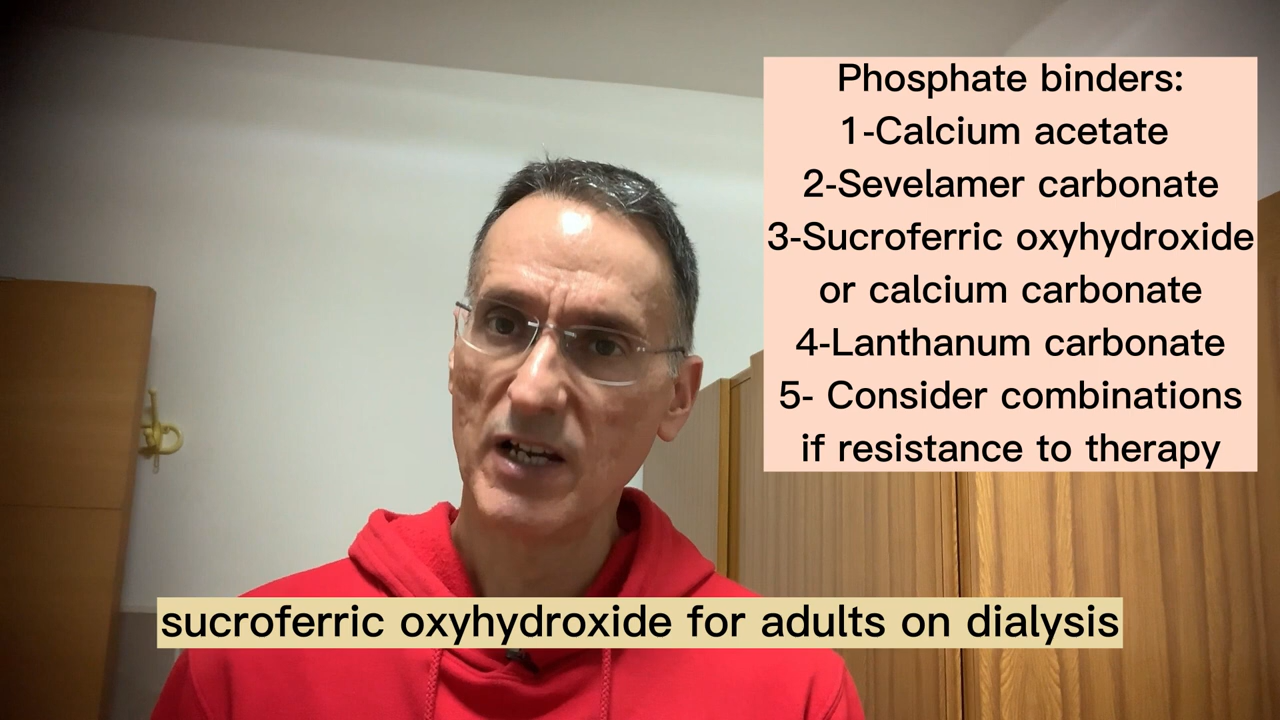 Phosphate binders:
1-Calcium acetate
2-Sevelamer carbonate
3-Sucroferric oxyhydroxide
or calcium carbonate
4-Lanthanum carbonate
5- Consider combinations
if resistance to therapy
sucroferric oxyhydroxide for adults on dialysis